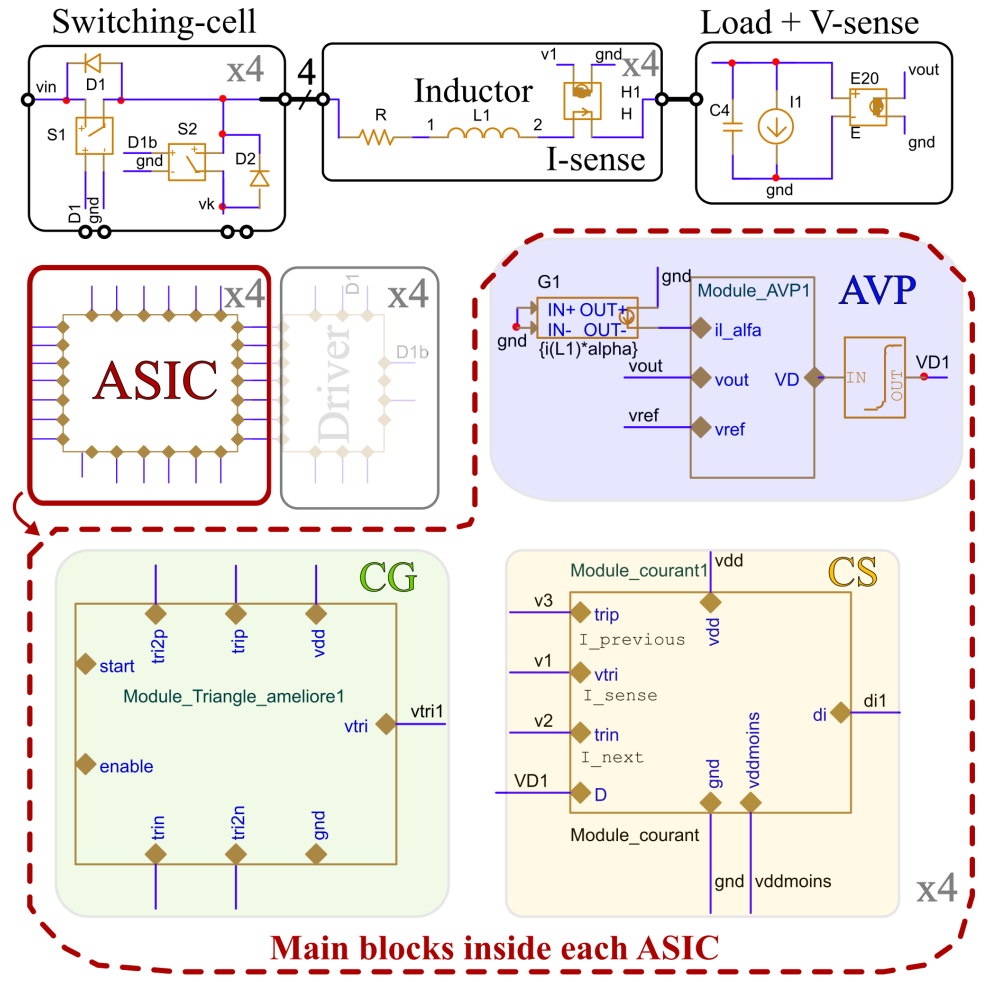 Switching-cell
Load + V-sense
vin
D1
x4
S1
S2
D1b
gnd
D2
vk
D1
gnd
4
v1
gnd
x4
Inductor
H1
H
R
1
L1
2
I-sense
C4
I1
E20
E
vout
gnd
gnd
x4
ASIC
x4
D1
D1b
Driver
G1
gnd
IN+ OUT+
IN- OUT-
gnd
{i(L1)*alpha}
Module_AVP1
AVP
il_alfa
vout
vout
VD
IN
OUT
VD1
vref
vref
CG
tri2p
trip
vdd
start
Module_Triangle_ameliore1
vtri
vtri1
enable
trin
tri2n
gnd
Module_courant1
vdd
CS
v3
trip
I_previous
vdd
v1
vtri
I_sense
v2
trin
I_next
di
di1
VD1
D
gnd
vddmoins
Module_courant
gnd
vddmoins
x4
Main blocks inside each ASIC